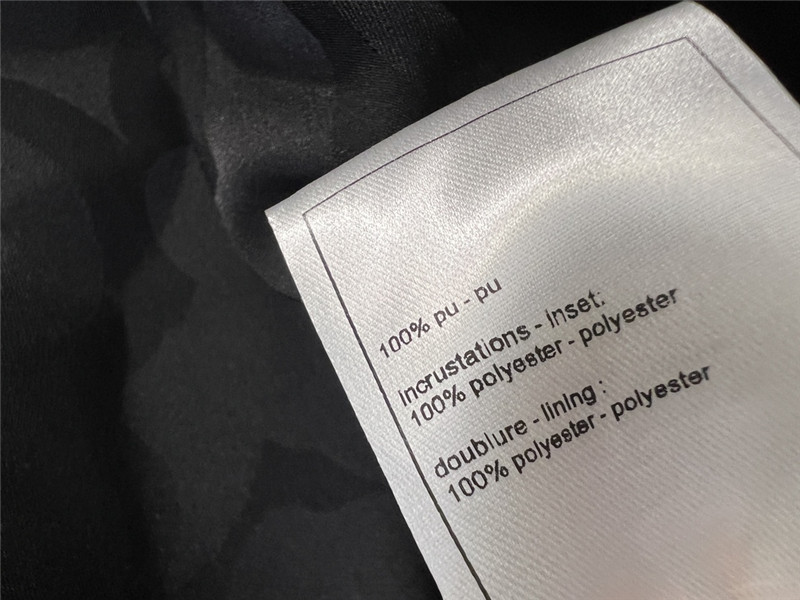 100% pu - pu
incrustations - inset:
100% polyester - polyester
doublure - lining :
100% polyester - polyester